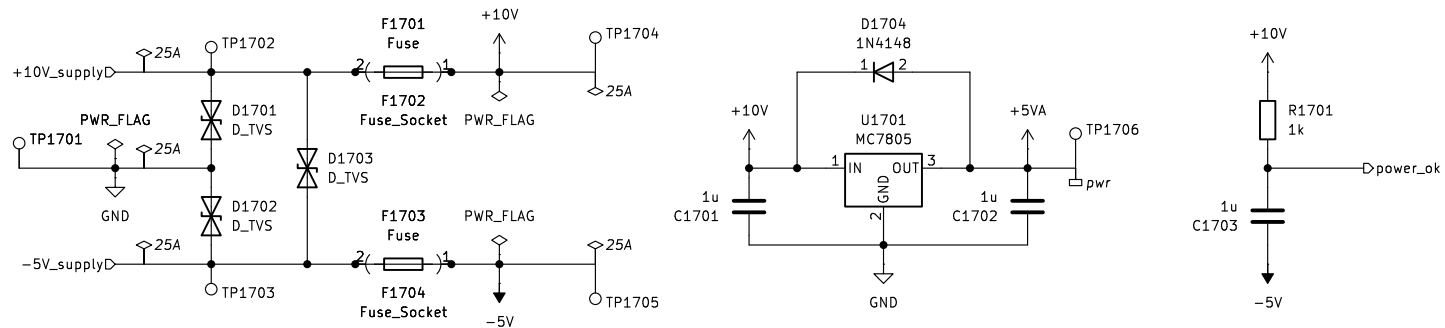 +10V_supply
25A
TP1702
F1701
Fuse
2
1
F1702
Fuse_Socket
+10V
PWR_FLAG
TP1704
25A
D1701
D_TVS
PWR_FLAG
TP1701
25A
GND
D1703
D_TVS
D1702
D_TVS
-5V_supply
25A
TP1703
F1703
Fuse
2
1
F1704
Fuse_Socket
PWR_FLAG
-5V
25A
TP1705
D1704
1N4148
1
2
+10V
U1701
MC7805
1
IN
OUT
3
GND
2
+5VA
TP1706
pwr
1u
C1701
1u
C1702
GND
+10V
R1701
1k
power_ok
1u
C1703
-5V